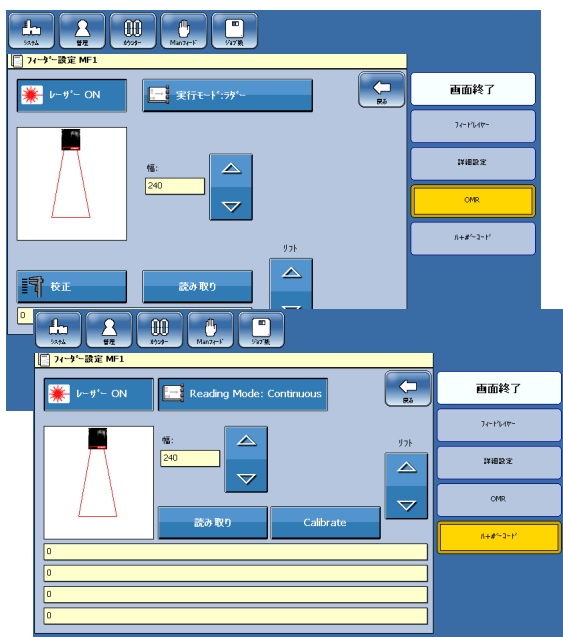 システム
管理
ｶｳﾝﾀｰ
Manﾌｨｰﾄﾞ
ｼﾞｮﾌﾞ類
ﾌｨｰﾀﾞｰ設定 MF1
ﾚｰｻﾞｰ ON
実行ﾓｰﾄﾞ:ﾗﾀﾞｰ
戻る
画面終了
ﾌｨｰﾄﾞﾚｲﾔｰ
詳細設定
OMR
ﾊﾞｰｺｰﾄﾞ
幅:
240
ﾘﾌﾄ
校正
読み取り
0
システム
管理
ｶｳﾝﾀｰ
Manﾌｨｰﾄﾞ
ｼﾞｮﾌﾞ類
ﾌｨｰﾀﾞｰ設定 MF1
ﾚｰｻﾞｰ ON
Reading Mode: Continuous
戻る
画面終了
ﾌｨｰﾄﾞﾚｲﾔｰ
詳細設定
OMR
幅:
240
ﾘﾌﾄ
読み取り
Calibrate
0
0
0
0